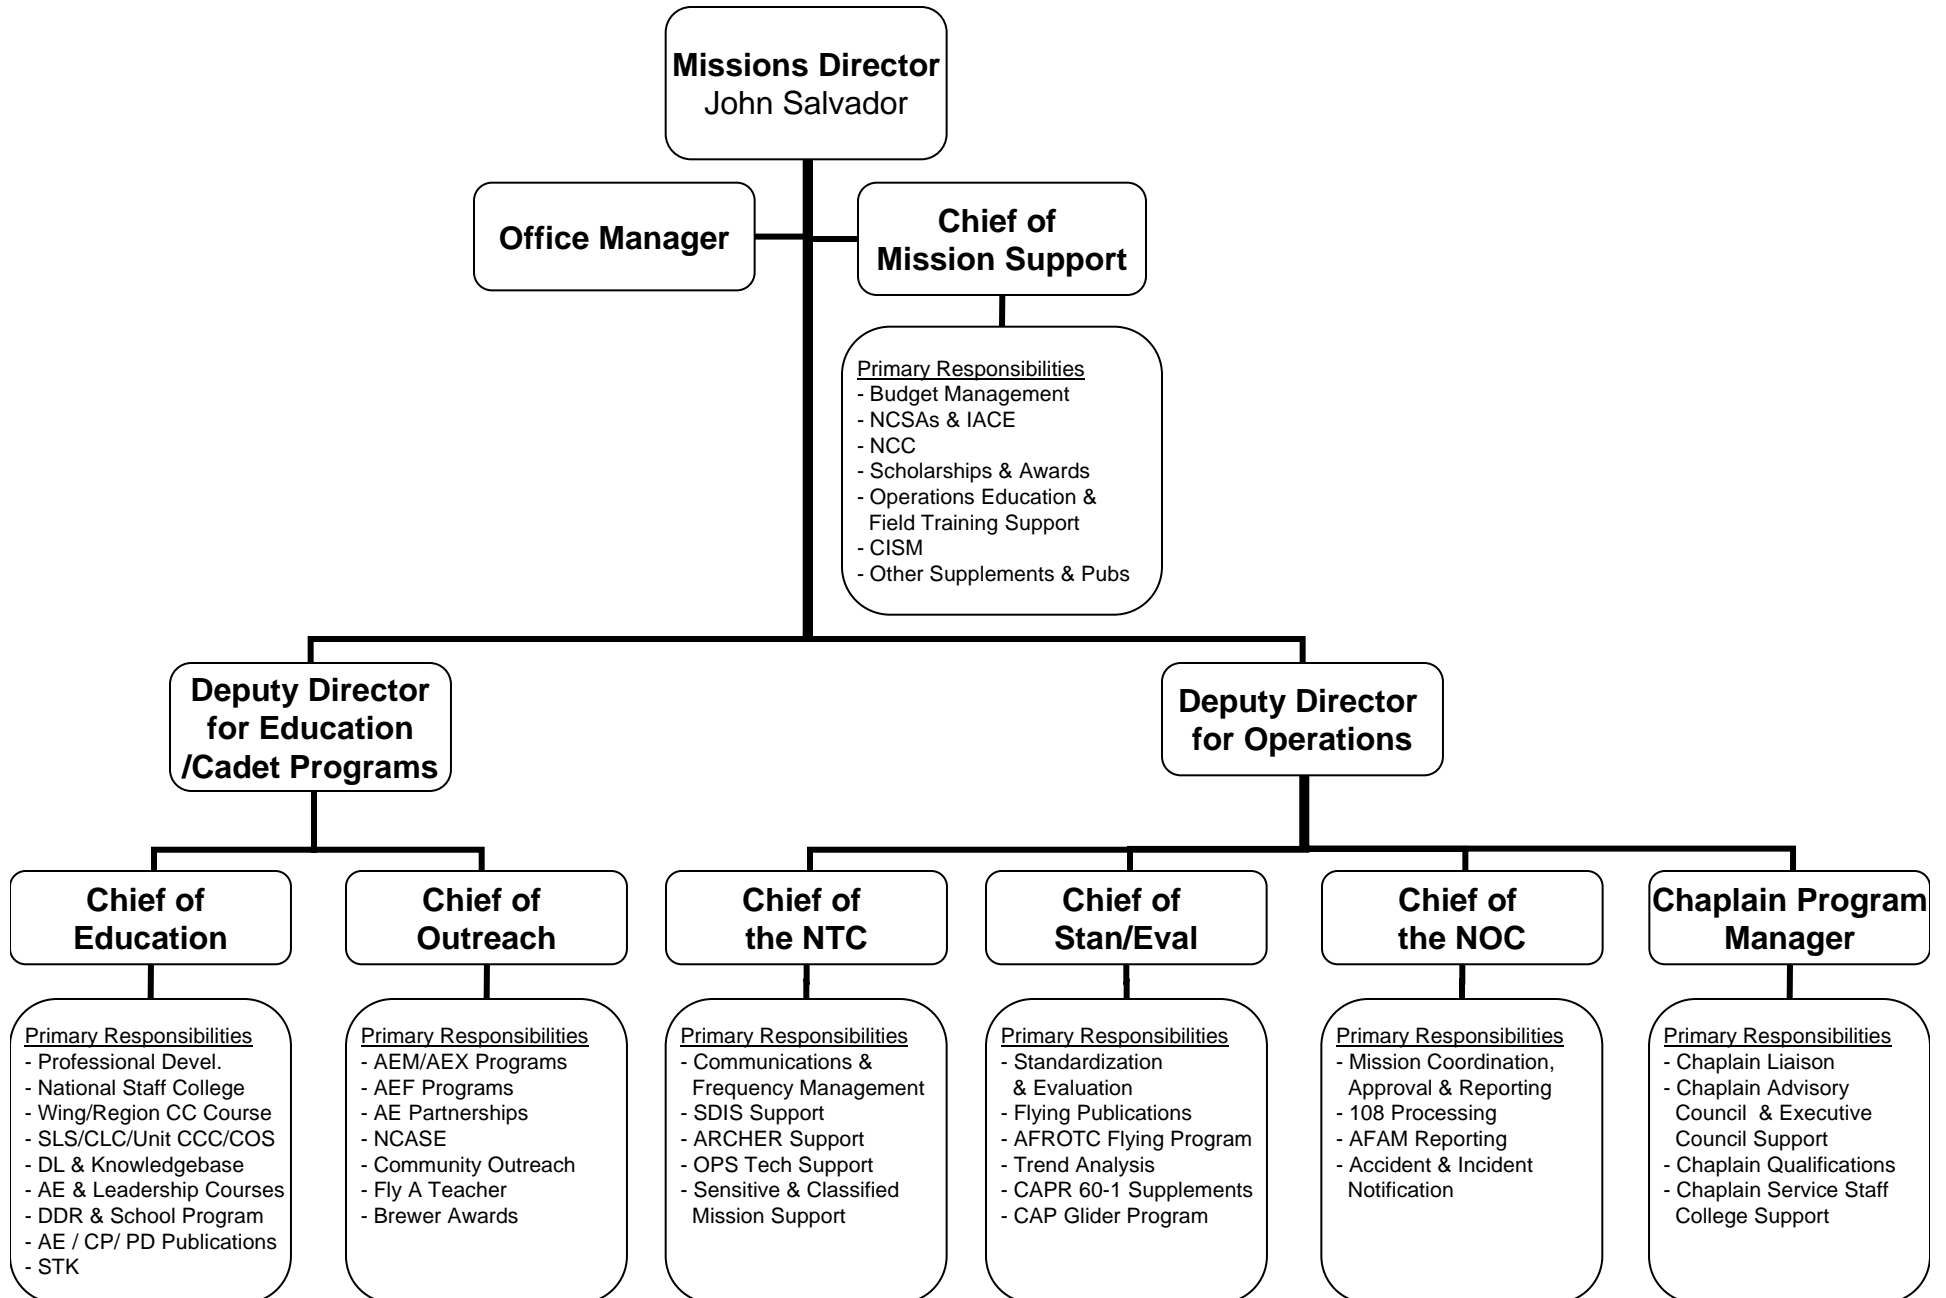 Missions Director
John Salvador
Office Manager
Chief of
Mission Support
Primary Responsibilities
- Budget Management
- NCSAs & IACE
- NCC
- Scholarships & Awards
- Operations Education &
Field Training Support
- CISM
- Other Supplements & Pubs
Deputy Director
for Education
/Cadet Programs
Deputy Director
for Operations
Chief of
Education
Primary Responsibilities
- Professional Devel.
- National Staff College
- Wing/Region CC Course
- SLS/CLC/Unit CCC/COS
- DL & Knowledgebase
- AE & Leadership Courses
- DDR & School Program
- AE / CP/ PD Publications
- STK
Chief of
Outreach
Primary Responsibilities
- AEM/AEX Programs
- AEF Programs
- AE Partnerships
- NCASE
- Community Outreach
- Fly A Teacher
- Brewer Awards
Chief of
the NTC
Primary Responsibilities
- Communications &
Frequency Management
- SDIS Support
- ARCHER Support
- OPS Tech Support
- Sensitive & Classified
Mission Support
Chief of
Stan/Eval
Primary Responsibilities
- Standardization
& Evaluation
- Flying Publications
- AFROTC Flying Program
- Trend Analysis
- CAPR 60-1 Supplements
- CAP Glider Program
Chief of
the NOC
Primary Responsibilities
- Mission Coordination,
Approval & Reporting
- 108 Processing
- AFAM Reporting
- Accident & Incident
Notification
Chaplain Program
Manager
Primary Responsibilities
- Chaplain Liaison
- Chaplain Advisory
Council & Executive
Council Support
- Chaplain Qualifications
- Chaplain Service Staff
College Support